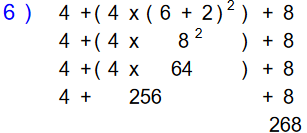 6 ) 4 + ( 4 x ( 6 + 2 )² ) + 8
4 + ( 4 x 8² ) + 8
4 + ( 4 x 64 ) + 8
4 + 256 + 8
268